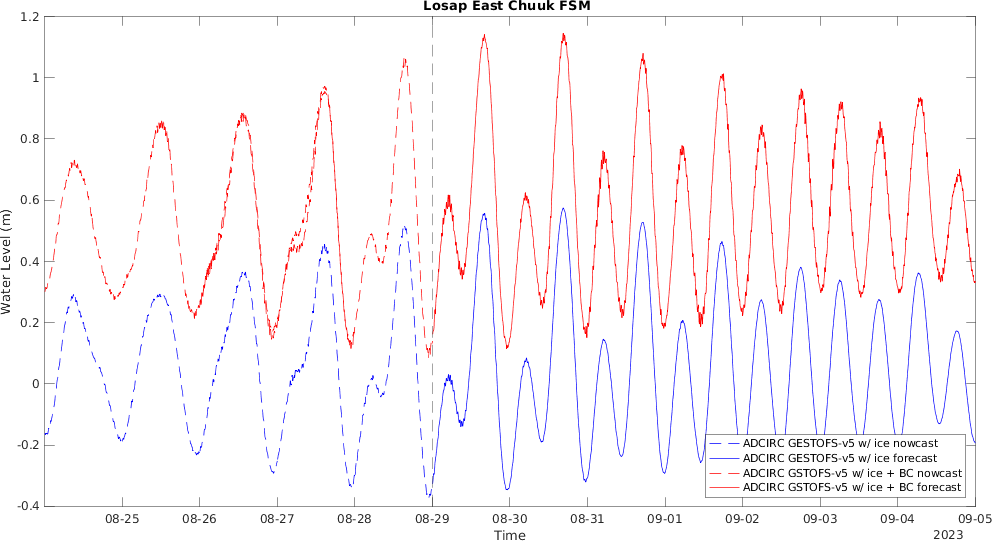 Losap East Chuuk FSM
1.2
1
0.8
0.6
0.4
0.2
0
-0.2
-0.4
Water Level (m)
ADCIRC GESTOFS-v5 w/ ice nowcast
ADCIRC GESTOFS-v5 w/ ice forecast
ADCIRC GSTOFS-v5 w/ ice + BC nowcast
ADCIRC GSTOFS-v5 w/ ice + BC forecast
08-25 08-26 08-27 08-28 08-29 08-30 08-31 09-01 09-02 09-03 09-04 09-05
Time
2023